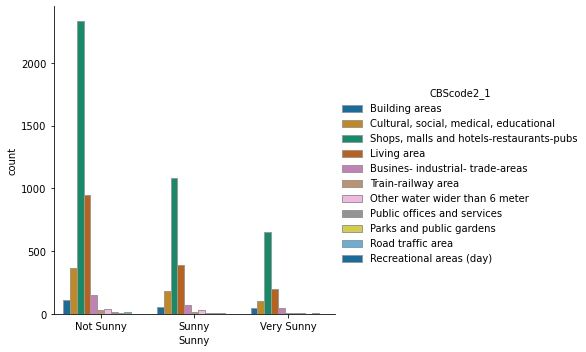 2000
1500
1000
500
0
count
Not Sunny
Sunny
Very Sunny
Sunny
CBScode2_1
Building areas
Cultural, social, medical, educational
Shops, malls and hotels-restaurants-pubs
Living area
Busines- industrial- trade-areas
Train-railway area
Other water wider than 6 meter
Public offices and services
Parks and public gardens
Road traffic area
Recreational areas (day)